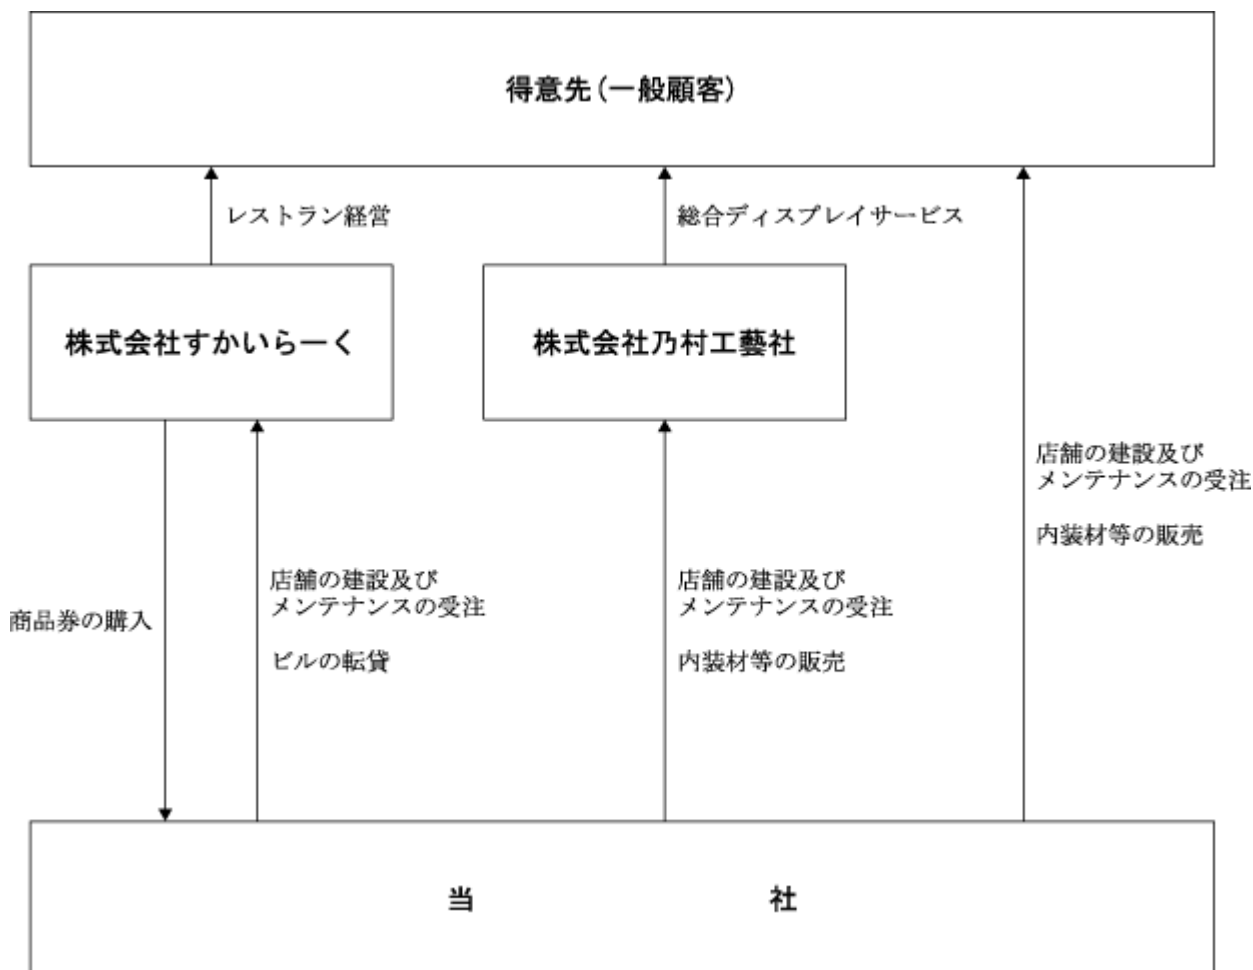 得意先(一般顧客)
レストラン経営
総合ディスプレイサービス
株式会社すかいらーく
株式会社乃村工藝社
店舗の建設及び
メンテナンスの受注
内装材等の販売
商品券の購入
店舗の建設及び
メンテナンスの受注
ビルの転貸
店舗の建設及び
メンテナンスの受注
内装材等の販売
当 社